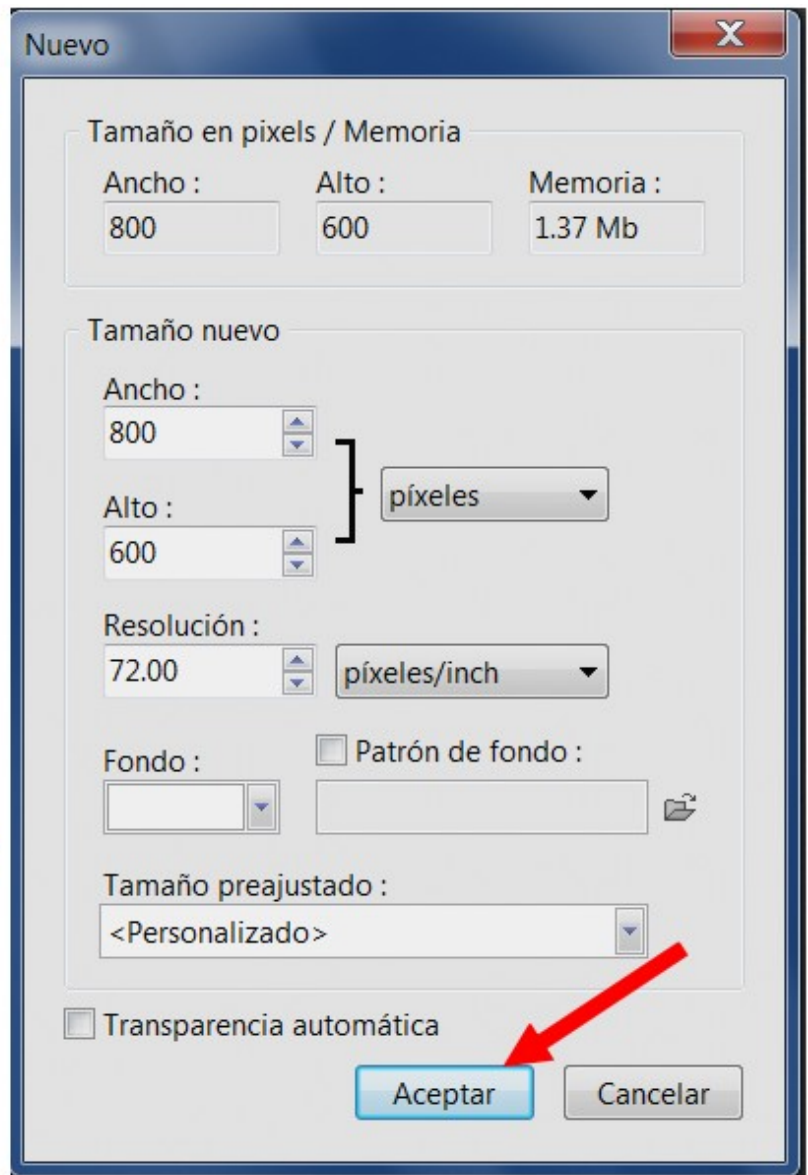 Nuevo
Tamaño en pixels / Memoria
Ancho : Alto : Memoria :
800 600 1.37 Mb
Tamaño nuevo
Ancho :
800
píxeles
Alto :
600
Resolución :
72.00 píxeles/inch
Fondo : Patrón de fondo :
Tamaño preajustado :
<Personalizado>
Transparencia automática
Aceptar Cancelar